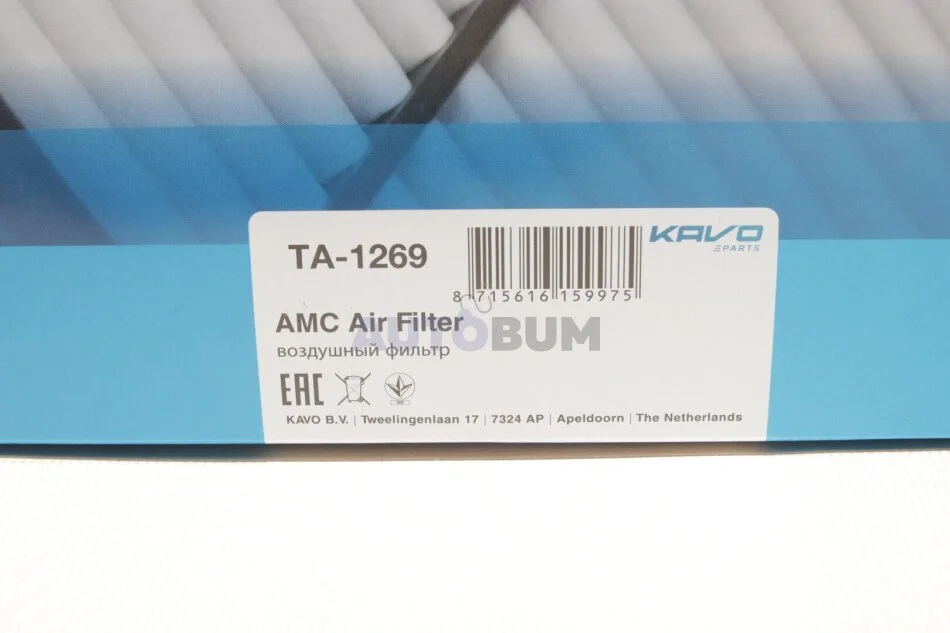 TA-1269
KAVO
PARTS
8 715616 159975
AMC Air Filter
AUTOBUM
воздушный фильтр
EAC
KAVO B.V. | Tweelingenlaan 17 | 7324 AP | Apeldoorn | The Netherlands